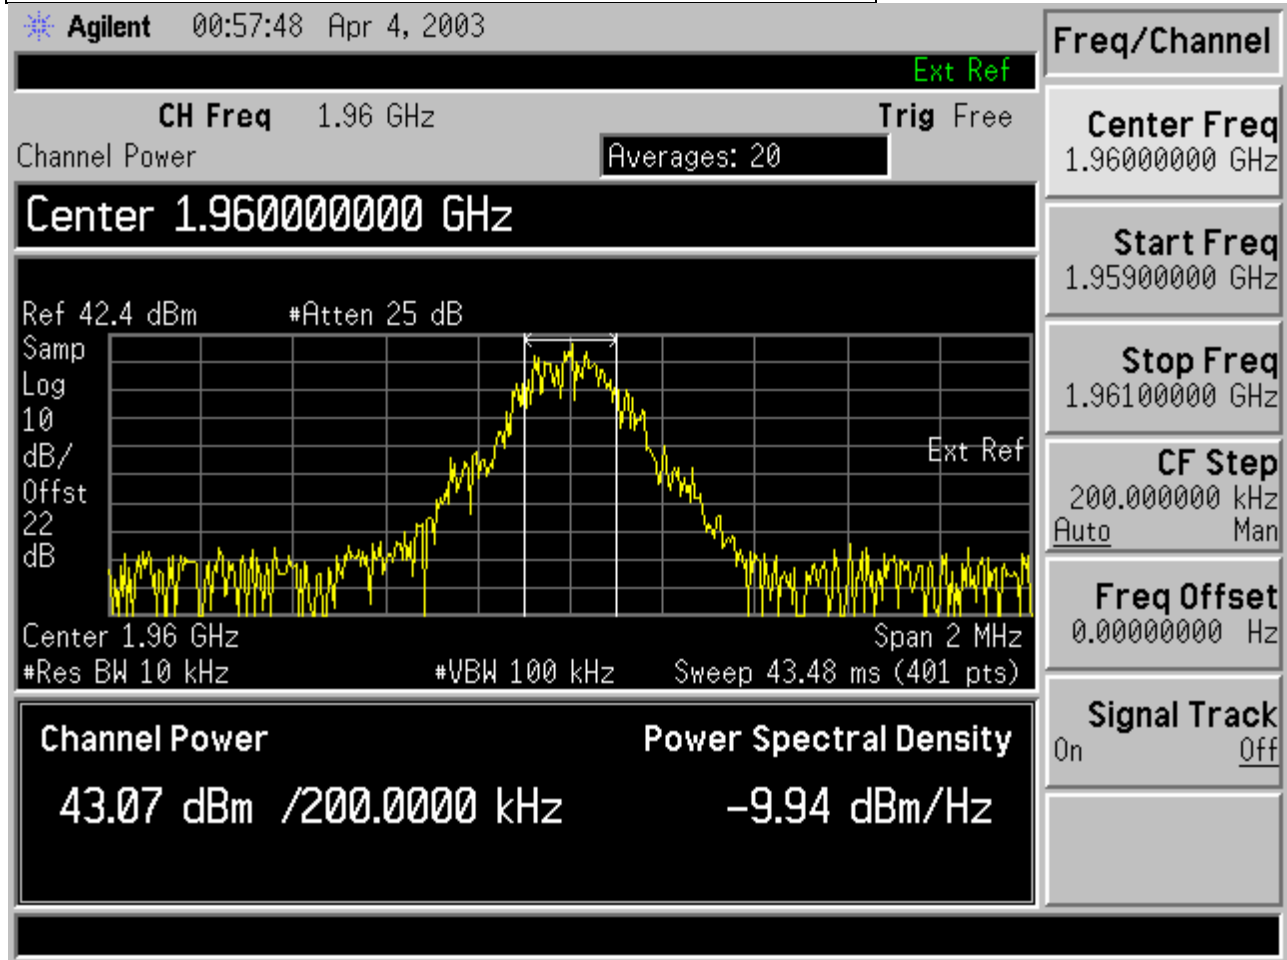 Agilent 00:57:48 Apr 4, 2003
Ext Ref
CH Freq 1.96 GHz Trig Free
Channel Power Averages: 20
Center 1.960000000 GHz
Ref 42.4 dBm #Atten 25 dB
Samp
Log
10
dB/
Offst
22
dB
Ext Ref
Center 1.96 GHz Span 2 MHz
#Res BW 10 kHz #VBW 100 kHz Sweep 43.48 ms (401 pts)
Channel Power Power Spectral Density
43.07 dBm /200.0000 kHz -9.94 dBm/Hz
Freq/Channel
Center Freq
1.96000000 GHz
Start Freq
1.95900000 GHz
Stop Freq
1.96100000 GHz
CF Step
200.000000 kHz
Auto Man
Freq Offset
0.00000000 Hz
Signal Track
On Off